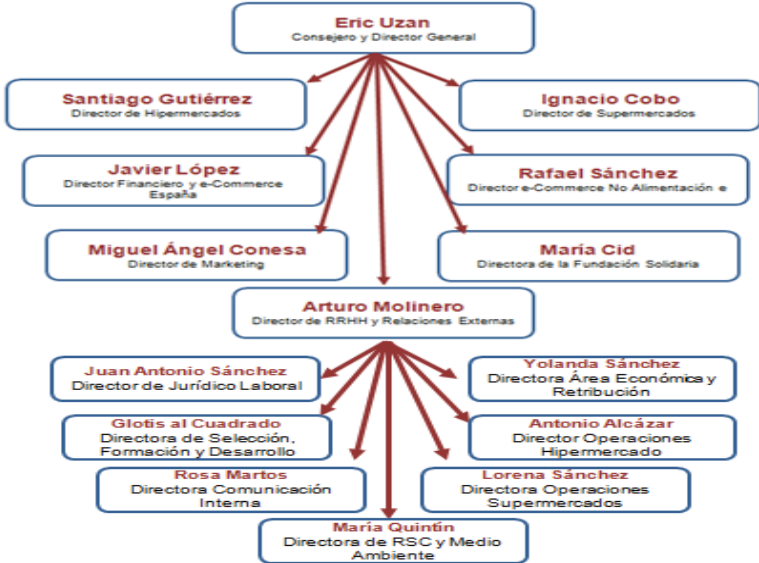 Eric Uzan
Consejero y Director General
Santiago Gutiérrez
Director de Hipermercados
Ignacio Cobo
Director de Supermercados
Javier López
Director Financiero y e-Commerce
España
Rafael Sánchez
Director e-Commerce No Alimentación e
Miguel Ángel Conesa
Director de Marketing
María Cid
Directora de la Fundación Solidaria
Arturo Molinero
Director de RRHH y Relaciones Externas
Juan Antonio Sánchez
Director de Jurídico Laboral
Yolanda Sánchez
Directora Área Económica y
Retribución
Glotis al Cuadrado
Directora de Selección,
Formación y Desarrollo
Antonio Alcázar
Director Operaciones
Hipermercado
Rosa Martos
Directora Comunicación
Interna
Lorena Sánchez
Directora Operaciones
Supermercados
María Quintín
Directora de RSC y Medio
Ambiente